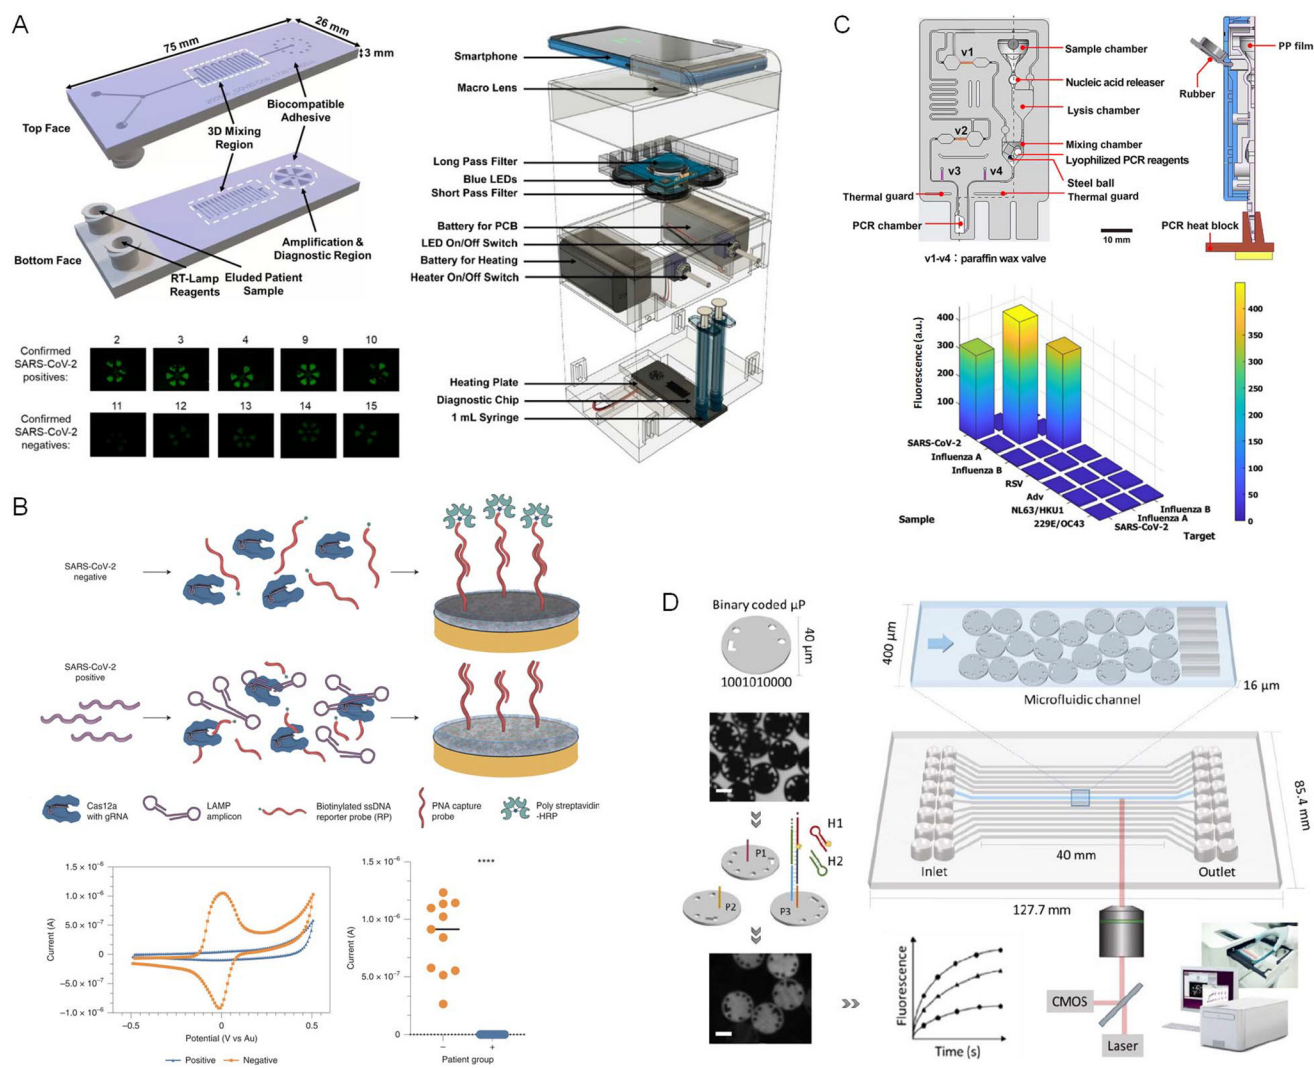 A
75 mm
26 mm
3 mm
Top Face
3D Mixing
Region
Biocompatible
Adhesive
Bottom Face
RT-Lamp
Reagents
Eluded Patient
Sample
Amplification &
Diagnostic Region
Confirmed
SARS-CoV-2
positives:
2 3 4 9 10
Confirmed
SARS-CoV-2
negatives:
11 12 13 14 15
Smartphone
Macro Lens
Long Pass Filter
Blue LEDs
Short Pass Filter
Battery for PCB
LED On/Off Switch
Battery for Heating
Heater On/Off Switch
Heating Plate
Diagnostic Chip
1 mL Syringe
C
v1
v2
v3
v4
Sample chamber
Nucleic acid releaser
Lysis chamber
Mixing chamber
Lyophilized PCR reagents
Steel ball
Thermal guard
Thermal guard
PCR chamber
10 mm
v1-v4：paraffin wax valve
PP film
Rubber
PCR heat block
Fluorescence (a.u.)
400
300
200
100
SARS-CoV-2
Influenza A
Influenza B
RSV
Adv
NL63/HKU1
229E/OC43
Sample
Influenza B
Influenza A
SARS-CoV-2
Target
400
350
300
250
200
150
100
50
0
B
SARS-CoV-2
negative
SARS-CoV-2
positive
Cas12a
with gRNA
LAMP
amplicon
Biotinylated ssDNA
reporter probe (RP)
PNA capture
probe
Poly streptavidin
-HRP
Current (A)
1.5 × 10⁻⁶
1.0 × 10⁻⁶
5.0 × 10⁻⁷
0
−5.0 × 10⁻⁷
−1.0 × 10⁻⁶
−0.5 0 0.5
Potential (V vs Au)
Positive Negative
Current (A)
1.5 × 10⁻⁶
1.0 × 10⁻⁶
5.0 × 10⁻⁷
0
****
− +
Patient group
D
Binary coded µP
40 µm
1001010000
P1
P2
P3
H1
H2
400 µm
Microfluidic channel
16 µm
85.4 mm
40 mm
Inlet
Outlet
127.7 mm
Fluorescence
Time (s)
CMOS
Laser